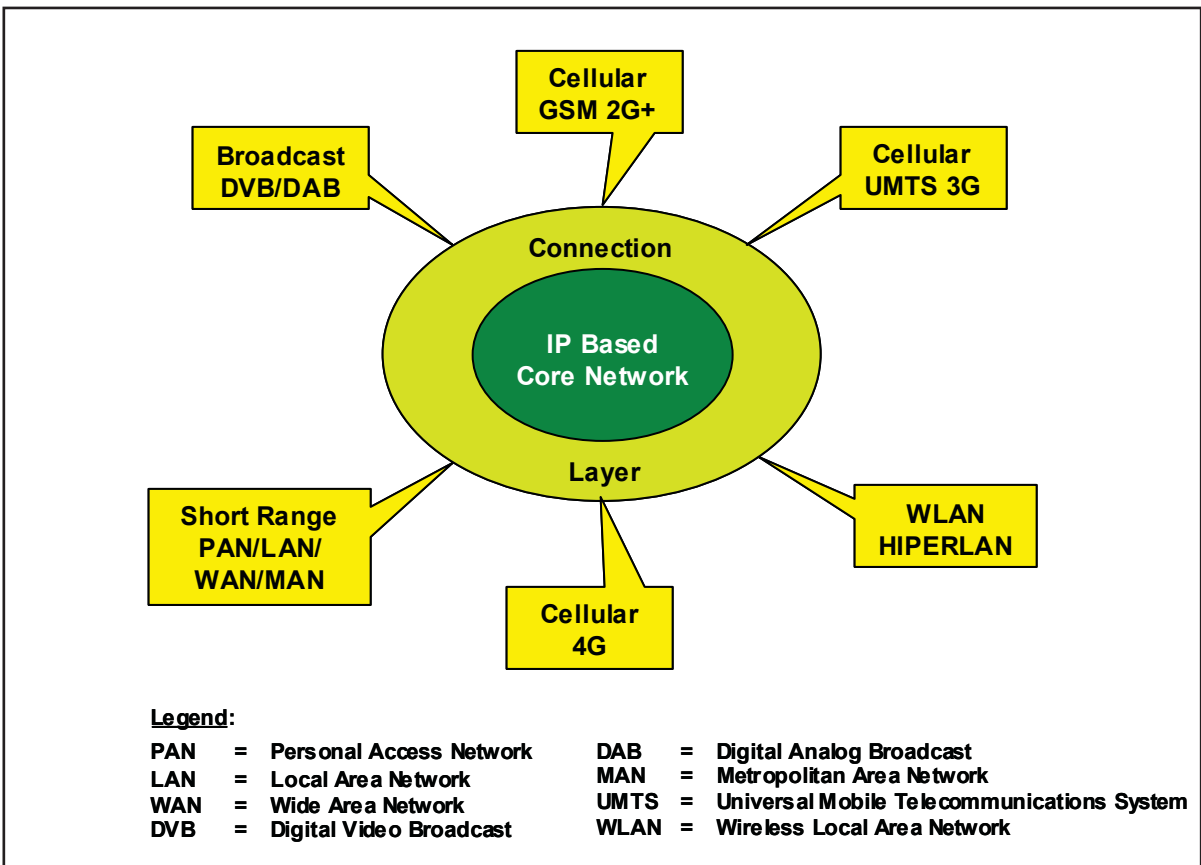 Cellular
GSM 2G+
Broadcast
DVB/DAB
Cellular
UMTS 3G
Connection
IP Based
Core Network
Layer
Short Range
PAN/LAN/
WAN/MAN
WLAN
HIPERLAN
Cellular
4G
Legend:
PAN = Personal Access Network
LAN = Local Area Network
WAN = Wide Area Network
DVB = Digital Video Broadcast
DAB = Digital Analog Broadcast
MAN = Metropolitan Area Network
UMTS = Universal Mobile Telecommunications System
WLAN = Wireless Local Area Network